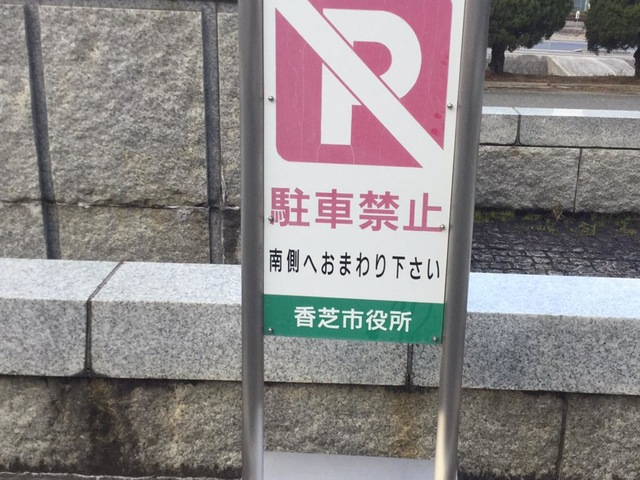 P
駐車禁止
南側へおまわり下さい
香芝市役所